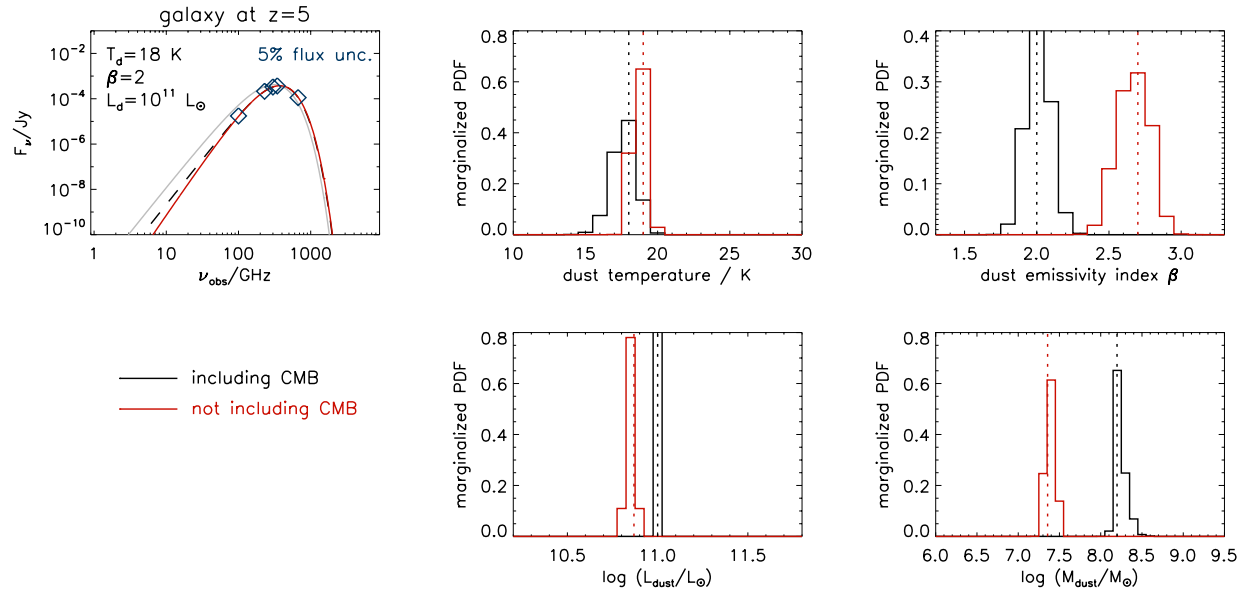 galaxy at z=5
T_d=18 K
β=2
L_d=10^11 L_⊙
5% flux unc.
F_ν/Jy
10^-2
10^-4
10^-6
10^-8
10^-10
1 10 100 1000
ν_obs/GHz
marginalized PDF
0.8
0.6
0.4
0.2
0.0
10 15 20 25 30
dust temperature / K
marginalized PDF
0.4
0.3
0.2
0.1
0.0
1.5 2.0 2.5 3.0
dust emissivity index β
including CMB
not including CMB
marginalized PDF
0.8
0.6
0.4
0.2
0.0
10.5 11.0 11.5
log (L_dust/L_⊙)
marginalized PDF
0.8
0.6
0.4
0.2
0.0
6.0 6.5 7.0 7.5 8.0 8.5 9.0 9.5
log (M_dust/M_⊙)